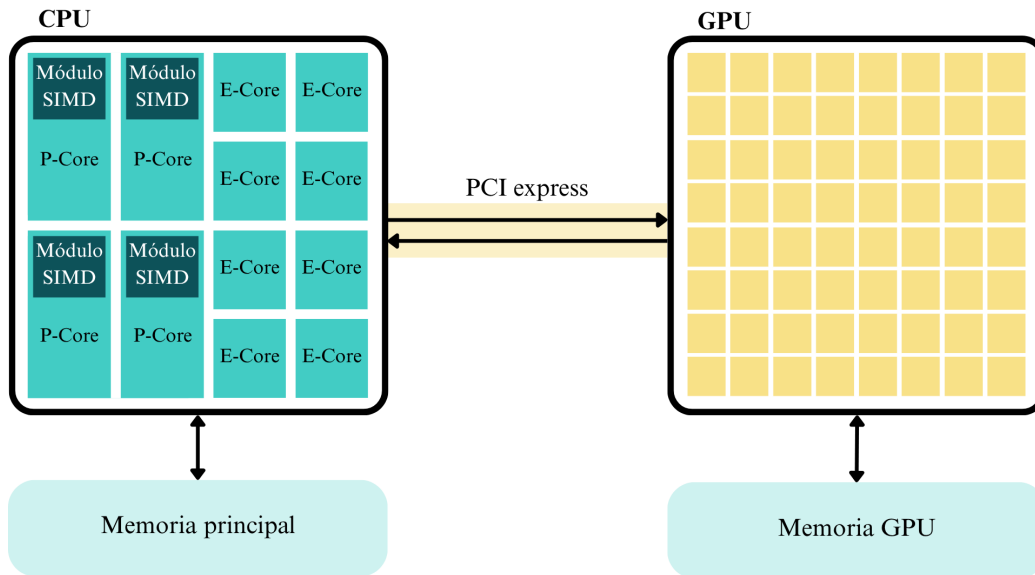 CPU
GPU
Módulo
SIMD
P-Core
Módulo
SIMD
P-Core
E-Core
E-Core
E-Core
E-Core
PCI express
Módulo
SIMD
P-Core
Módulo
SIMD
P-Core
E-Core
E-Core
E-Core
E-Core
Memoria principal
Memoria GPU